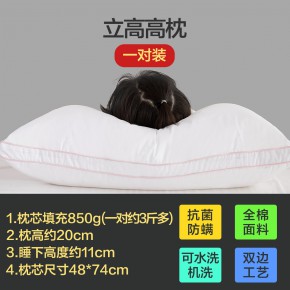 立高高枕
一对装
1.枕芯填充850g(一对约3斤多)
2.枕高约20cm
3.睡下高度约11cm
4.枕芯尺寸48*74cm
抗菌
防螨
全棉
面料
可水洗
机洗
双边
工艺